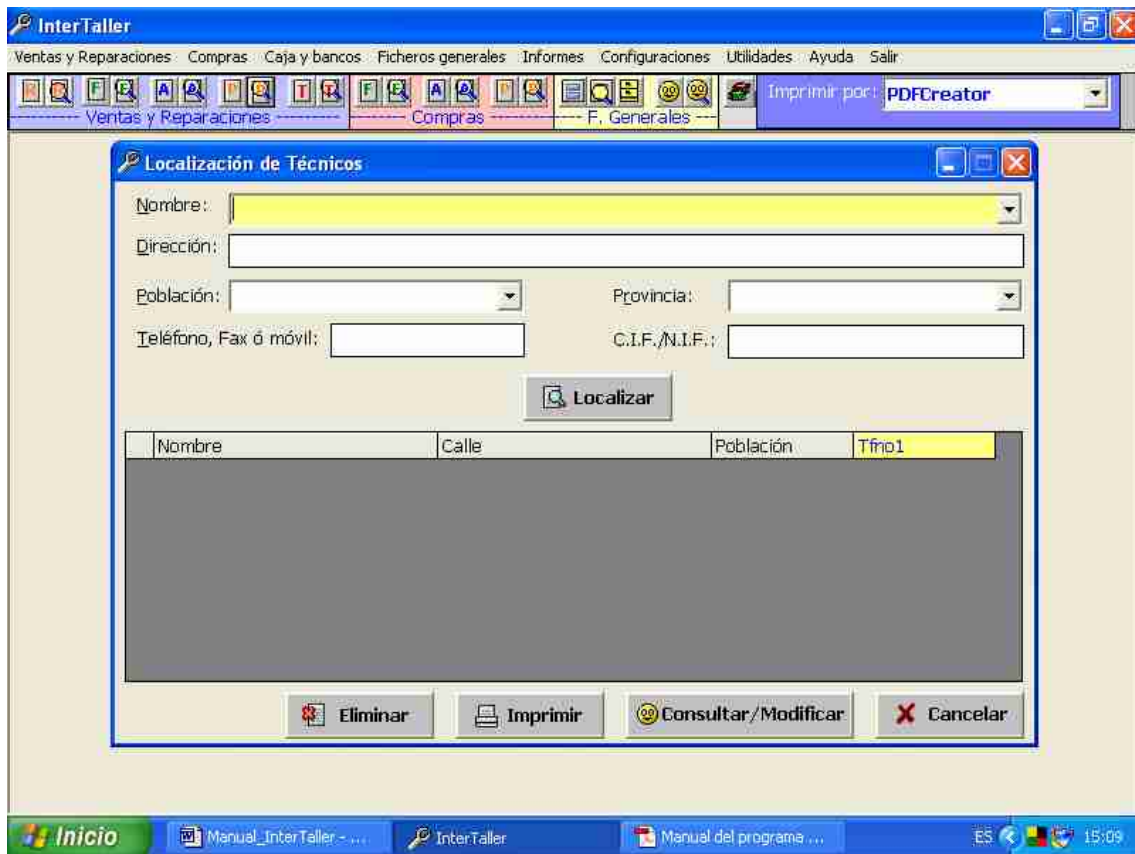 InterTaller
Ventas y Reparaciones Compras Caja y bancos Ficheros generales Informes Configuraciones Utilidades Ayuda Salir
R F F A A P P T T F F A A P P Imprimir por: PDFCreator
Ventas y Reparaciones Compras F. Generales
Localización de Técnicos
Nombre:
Dirección:
Población: Provincia:
Teléfono, Fax ó móvil: C.I.F./N.I.F.:
Localizar
Nombre Calle Población Tfno1
Eliminar Imprimir Consultar/Modificar Cancelar
Inicio Manual_InterTaller - ... InterTaller Manual del programa ... ES 15:09